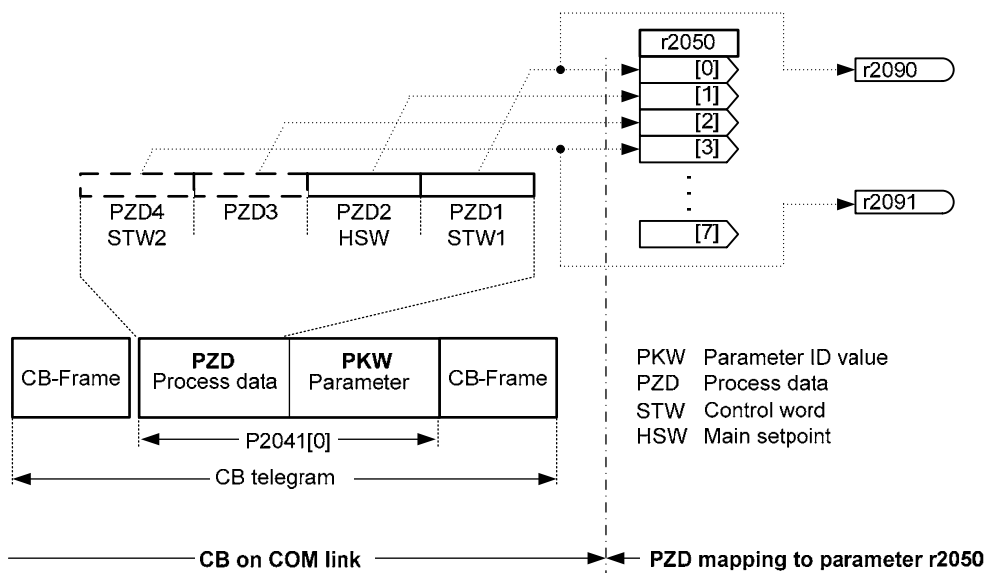 r2050
[0]
r2090
[1]
[2]
[3]
PZD4
STW2
PZD3
PZD2
HSW
PZD1
STW1
r2091
[7]
CB-Frame
PZD
Process data
PKW
Parameter
CB-Frame
P2041[0]
CB telegram
PKW Parameter ID value
PZD Process data
STW Control word
HSW Main setpoint
CB on COM link
PZD mapping to parameter r2050